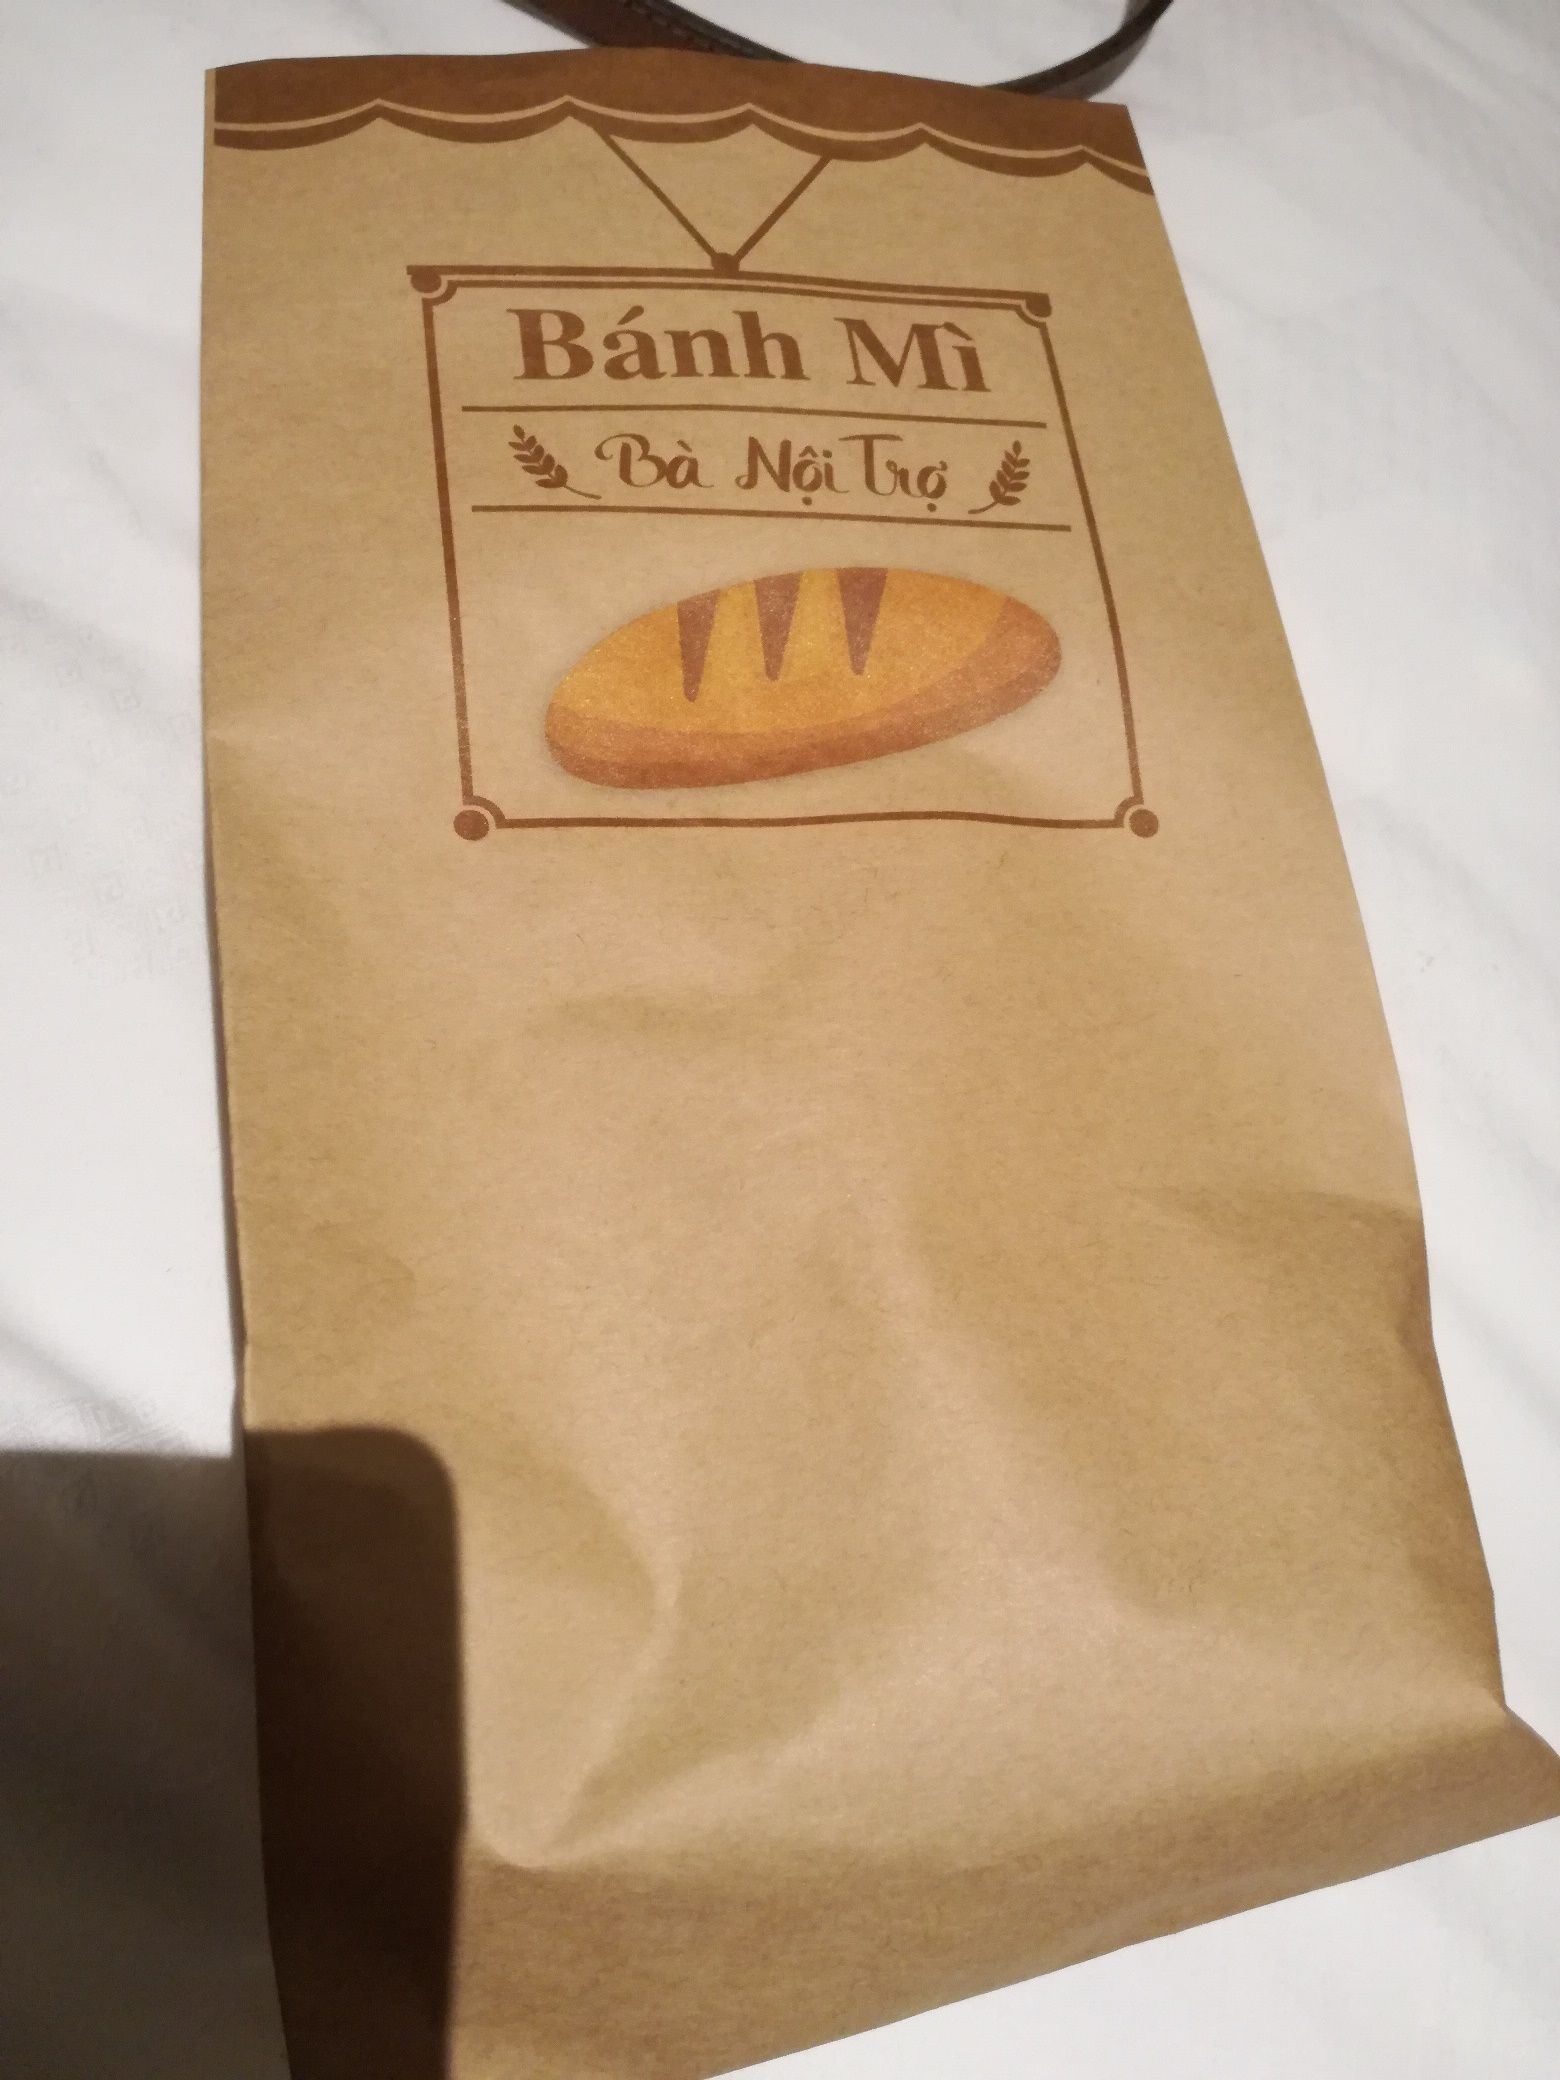 Bánh Mì
Bà Nội Trợ